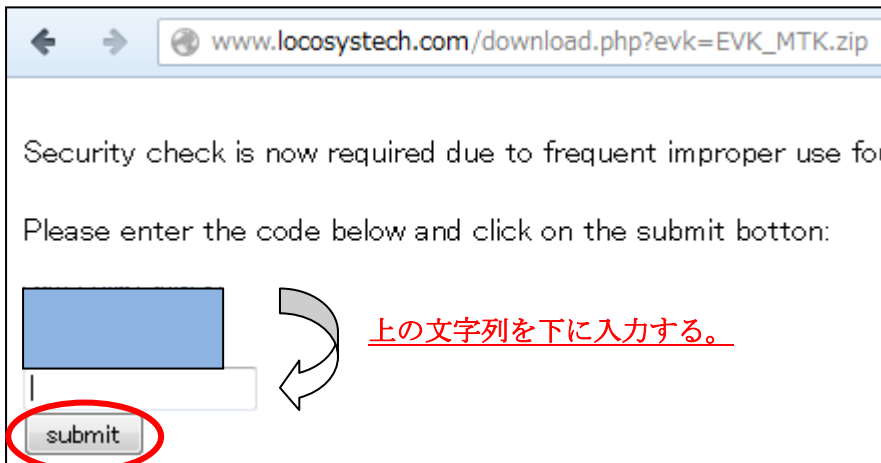 www.locosystech.com/download.php?evk=EVK_MTK.zip
Security check is now required due to frequent improper use
Please enter the code below and click on the submit botton:
上の文字列を下に入力する。
submit